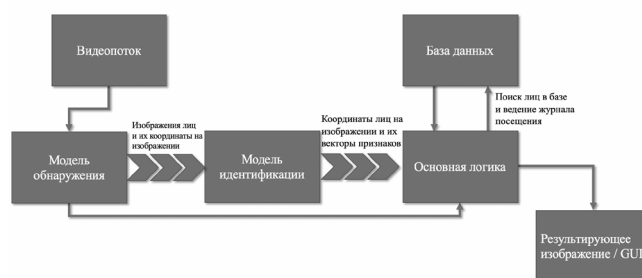 Видеопоток
База данных
Поиск лиц в базе
и ведение журнала
посещения
Изображения лиц
и их координаты на
изображении
Координаты лиц на
изображении и их
векторы признаков
Модель
обнаружения
Модель
идентификации
Основная логика
Результирующее
изображение / GUI